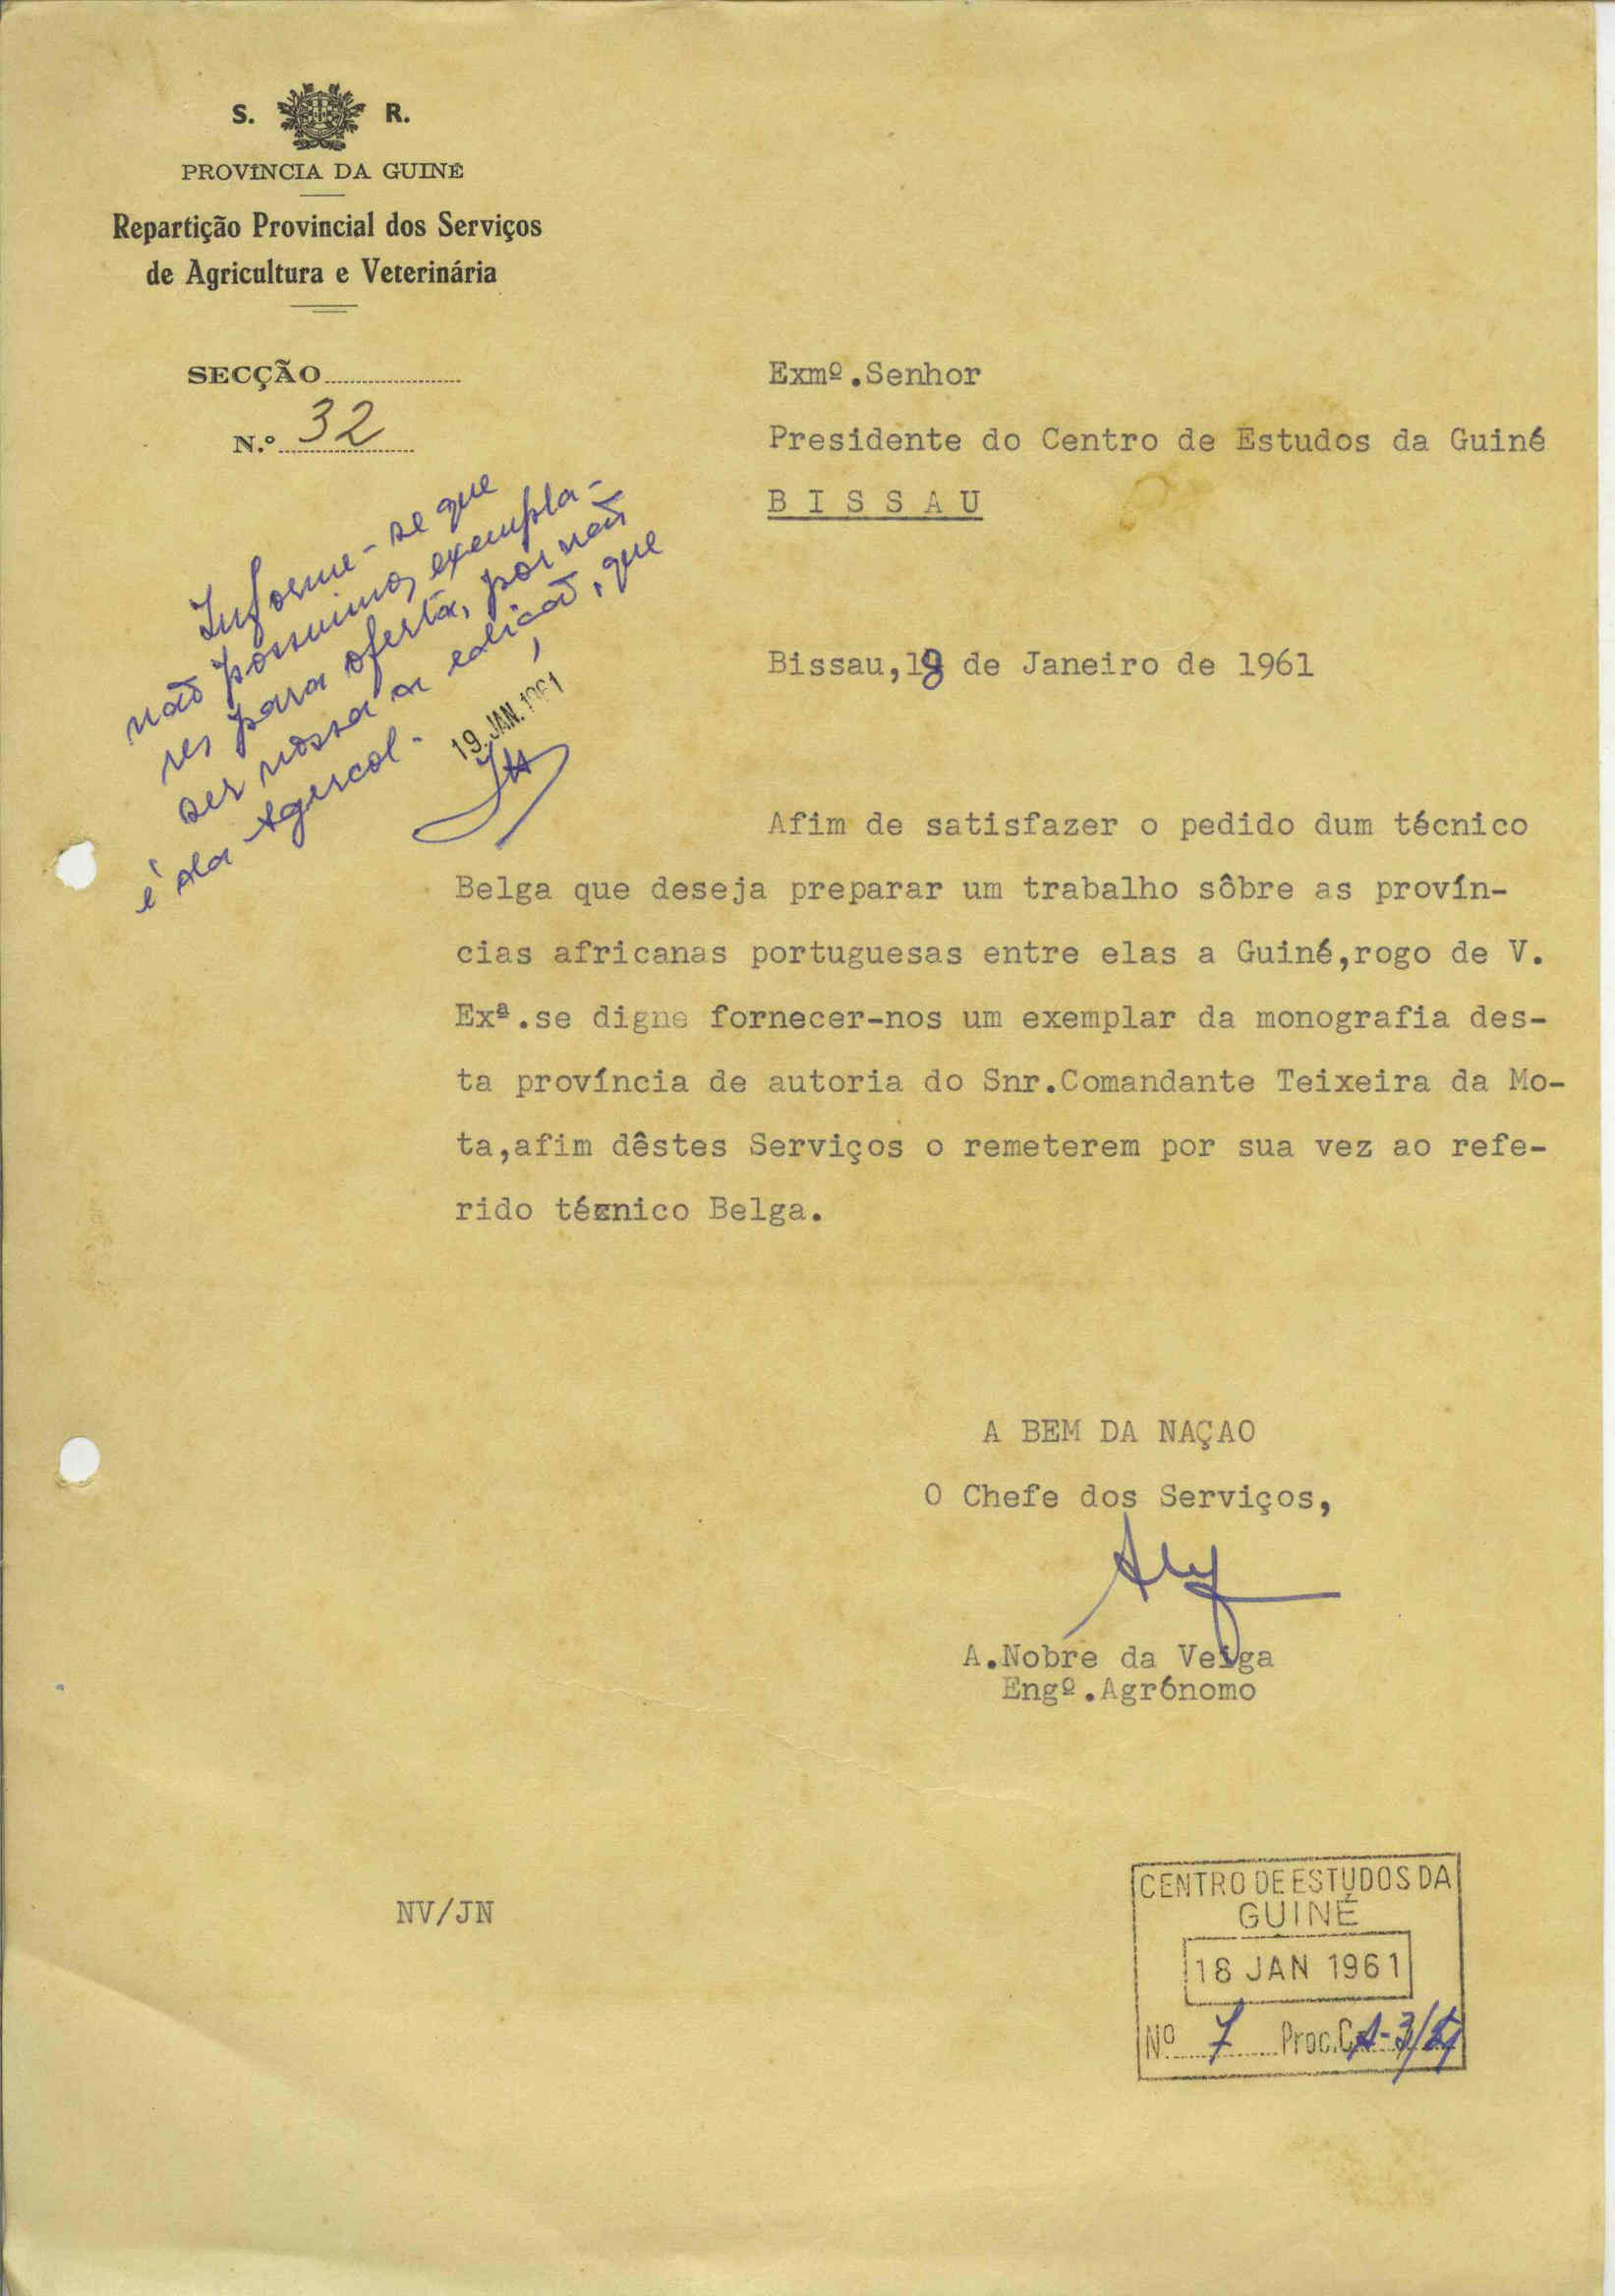 S. R.
PROVÍNCIA DA GUINÉ
Repartição Provincial dos Serviços
de Agricultura e Veterinária
SECÇÃO
N.º 32
Informe-se que
não possuimos exempla-
res para oferta, por não
ser nossa a edição, que
é da Agercol.
19. JAN. 1961
Exmº.Senhor
Presidente do Centro de Estudos da Guiné
BISSAU
Bissau,18 de Janeiro de 1961
Afim de satisfazer o pedido dum técnico
Belga que deseja preparar um trabalho sôbre as provín-
cias africanas portuguesas entre elas a Guiné,rogo de V.
Exª.se digne fornecer-nos um exemplar da monografia des-
ta província de autoria do Snr.Comandante Teixeira da Mo-
ta,afim dêstes Serviços o remeterem por sua vez ao refe-
rido técnico Belga.
A BEM DA NAÇAO
O Chefe dos Serviços,
A.Nobre da Veiga
Engº.Agrónomo
NV/JN
CENTRO DE ESTUDOS DA
GUINÉ
18 JAN 1961
Nº 7 Proc.